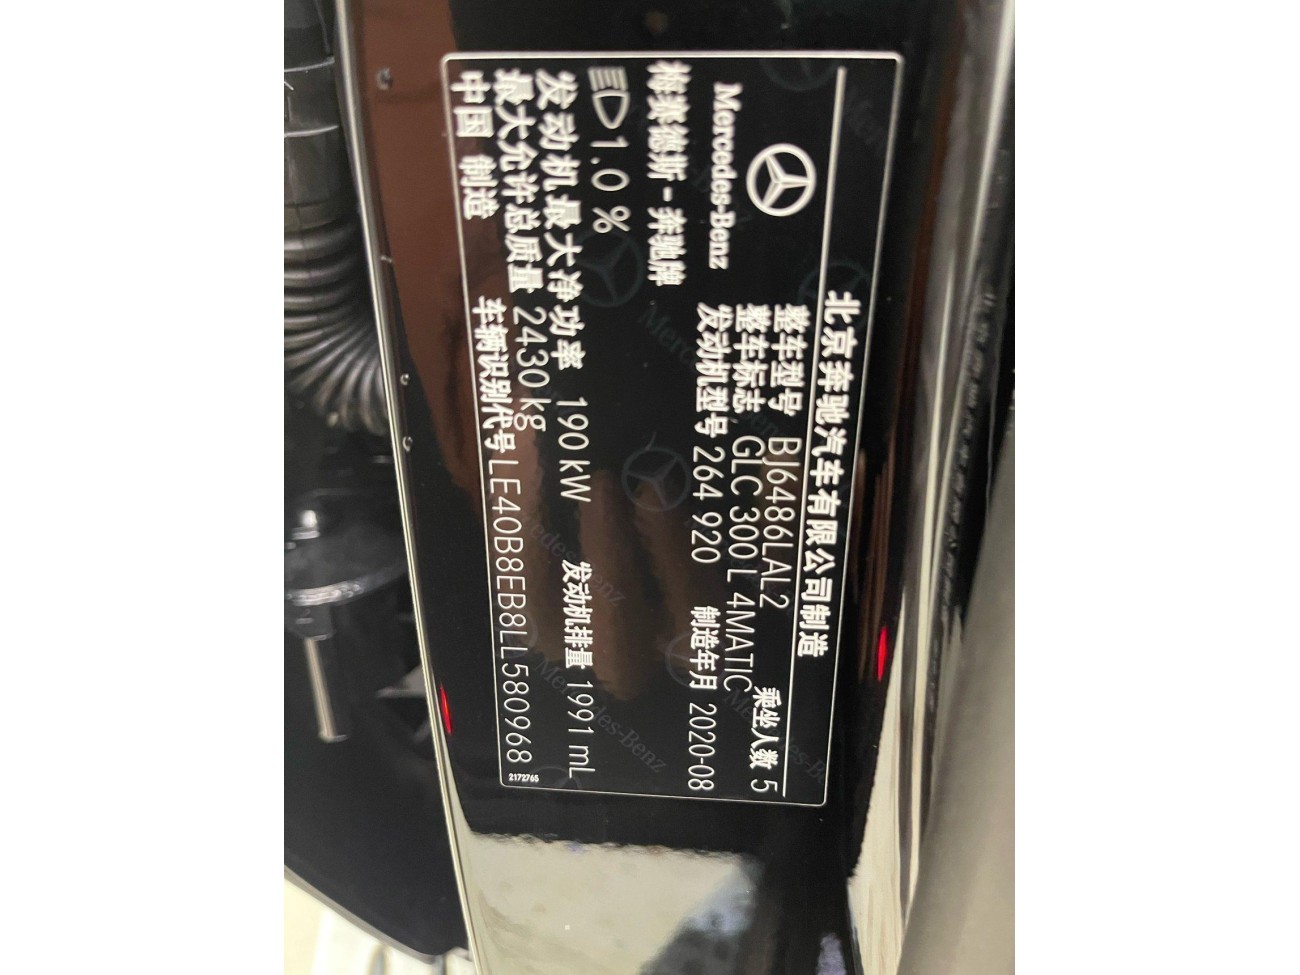 北京奔驰汽车有限公司制造
Mercedes-Benz
梅赛德斯-奔驰牌
整车型号 BJ6486LAL2
整车标志 GLC 300 L 4MATIC
乘坐人数 5
发动机型号 264 920
制造年月 2020-08
1.0 %
发动机最大净功率 190 kW
发动机排量 1991 mL
最大允许总质量 2430 kg
中国 制造
车辆识别代号 LE40B8EB8LL580968
2172765